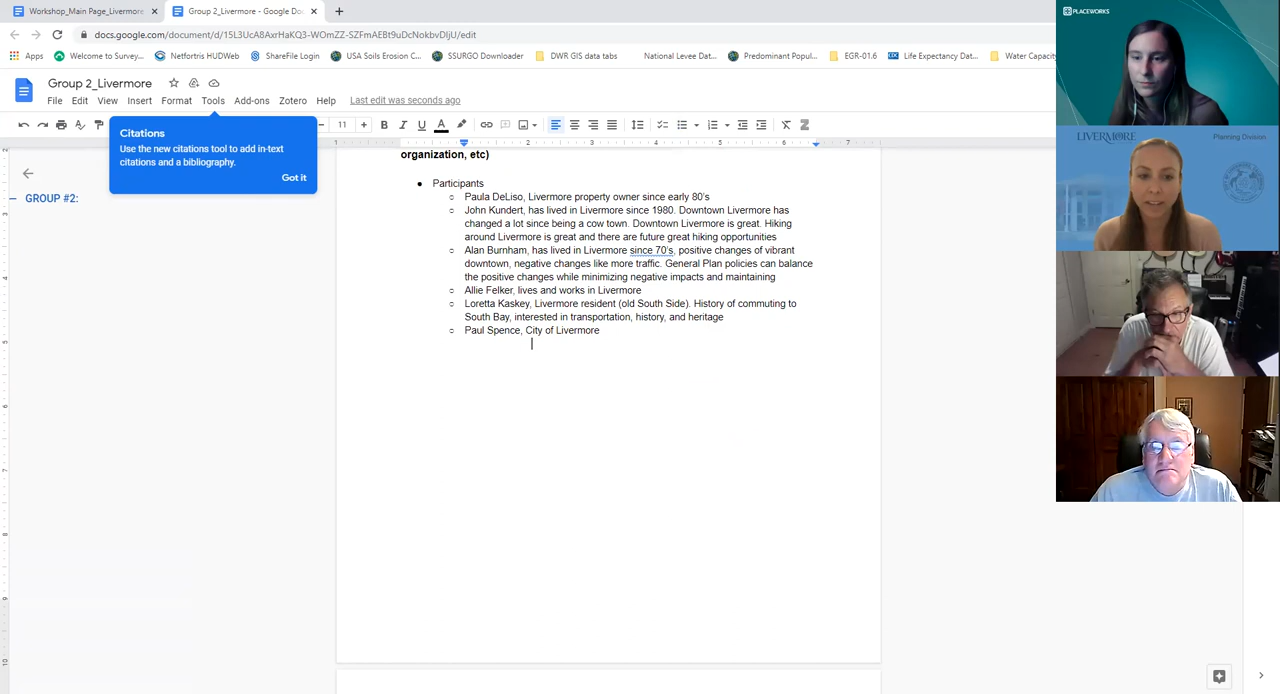 Workshop_Main Page_Livermore
Group 2_Livermore - Google Do
docs.google.com/document/d/15L3UcA8AxrHaKQ3-WOmZZ-SZFmAEBt9uDcNokbvDIjU/edit
Apps Welcome to Survey... Netfortris HUDWeb ShareFile Login USA Soils Erosion C... SSURGO Downloader DWR GIS data tabs National Levee Dat... Predominant Popul... EGR-01.6 Life Expectancy Dat... Water Capacity
Group 2_Livermore
File Edit View Insert Format Tools Add-ons Zotero Help Last edit was seconds ago
11
Citations
Use the new citations tool to add in-text
citations and a bibliography.
Got it
GROUP #2:
organization, etc)
● Participants
○ Paula DeLiso, Livermore property owner since early 80's
○ John Kundert, has lived in Livermore since 1980. Downtown Livermore has
changed a lot since being a cow town. Downtown Livermore is great. Hiking
around Livermore is great and there are future great hiking opportunities
○ Alan Burnham, has lived in Livermore since 70's, positive changes of vibrant
downtown, negative changes like more traffic. General Plan policies can balance
the positive changes while minimizing negative impacts and maintaining
○ Allie Felker, lives and works in Livermore
○ Loretta Kaskey, Livermore resident (old South Side). History of commuting to
South Bay, interested in transportation, history, and heritage
○ Paul Spence, City of Livermore
PLACEWORKS
LIVERMORE
Planning Division